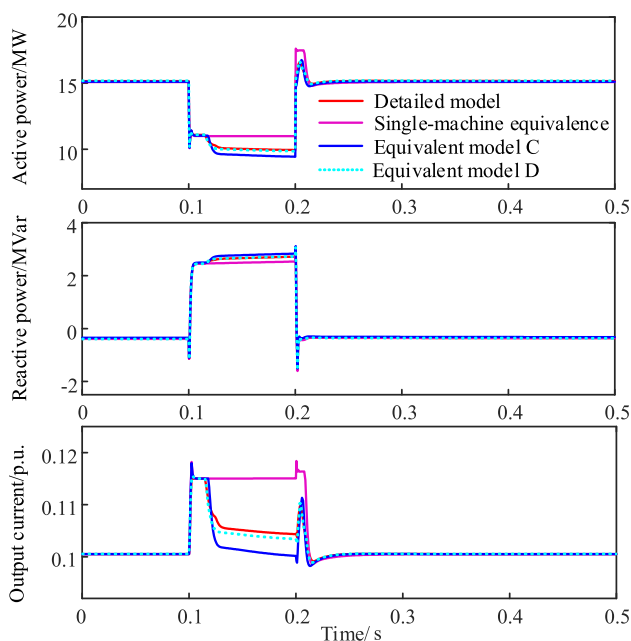 20
15
10
Active power/MW
Detailed model
Single-machine equivalence
Equivalent model C
Equivalent model D
0 0.1 0.2 0.3 0.4 0.5
4
2
0
-2
Reactive power/MVar
0 0.1 0.2 0.3 0.4 0.5
0.12
0.11
0.1
Output current/p.u.
0 0.1 0.2 0.3 0.4 0.5
Time/ s